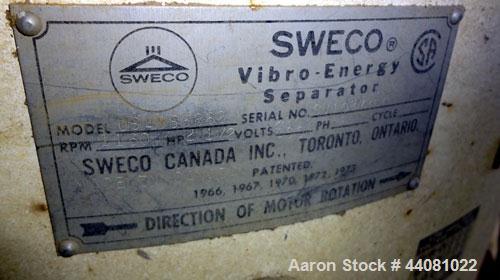 SWECO
SWECO®
Vibro-Energy
Separator
SA
MODEL SERIAL NO.
RPM HP VOLTS PH CYCLE
SWECO CANADA INC., TORONTO, ONTARIO
PATENTED
1966, 1967, 1970, 1972, 1973
DIRECTION OF MOTOR ROTATION
Aaron Stock # 44081022